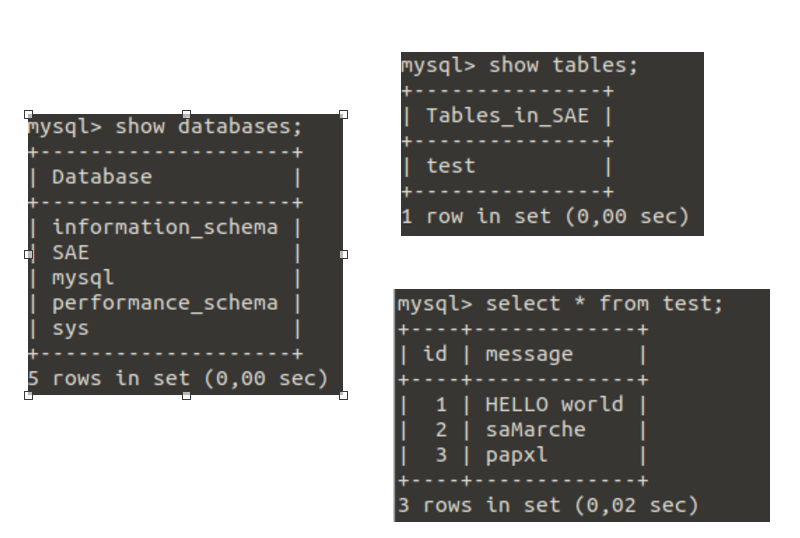 mysql> show databases;
+--------------------+
| Database           |
+--------------------+
| information_schema |
| SAE                |
| mysql              |
| performance_schema |
| sys                |
+--------------------+
5 rows in set (0,00 sec)
mysql> show tables;
+---------------+
| Tables_in_SAE |
+---------------+
| test          |
+---------------+
1 row in set (0,00 sec)
mysql> select * from test;
+----+-------------+
| id | message     |
+----+-------------+
|  1 | HELLO world |
|  2 | saMarche    |
|  3 | papxl       |
+----+-------------+
3 rows in set (0,02 sec)